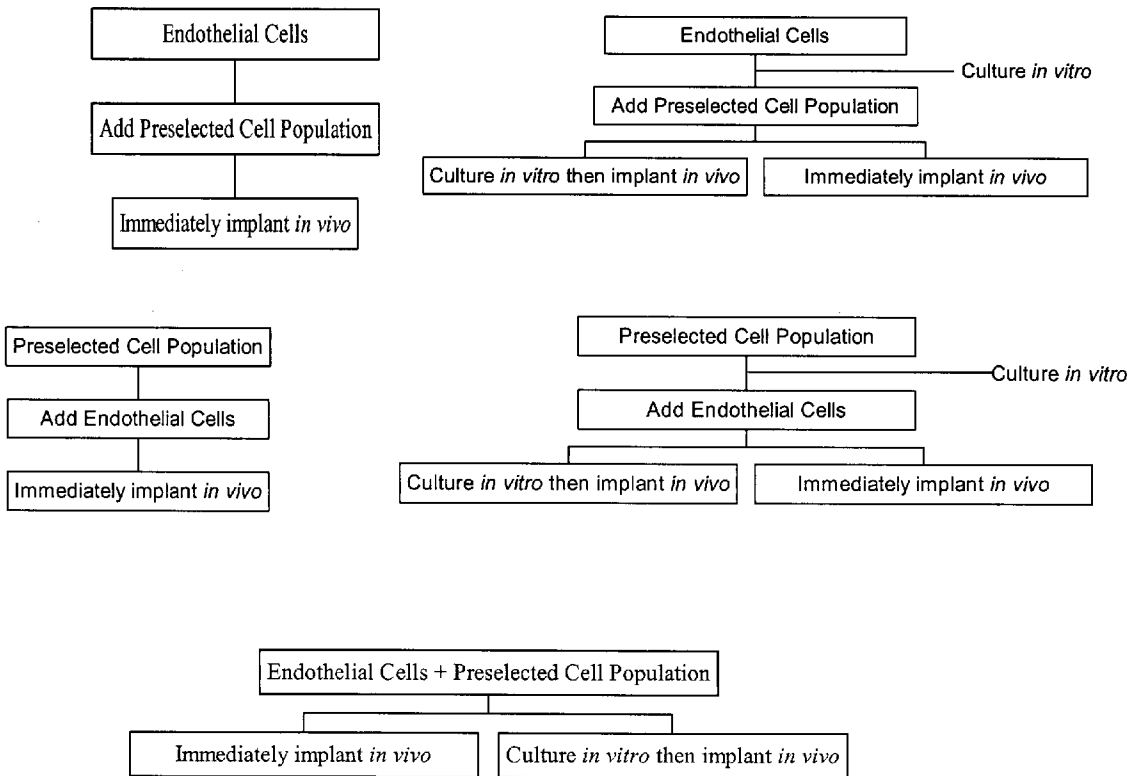 Endothelial Cells
Add Preselected Cell Population
Immediately implant in vivo
Endothelial Cells
Culture in vitro
Add Preselected Cell Population
Culture in vitro then implant in vivo
Immediately implant in vivo
Preselected Cell Population
Add Endothelial Cells
Immediately implant in vivo
Preselected Cell Population
Culture in vitro
Add Endothelial Cells
Culture in vitro then implant in vivo
Immediately implant in vivo
Endothelial Cells + Preselected Cell Population
Immediately implant in vivo
Culture in vitro then implant in vivo